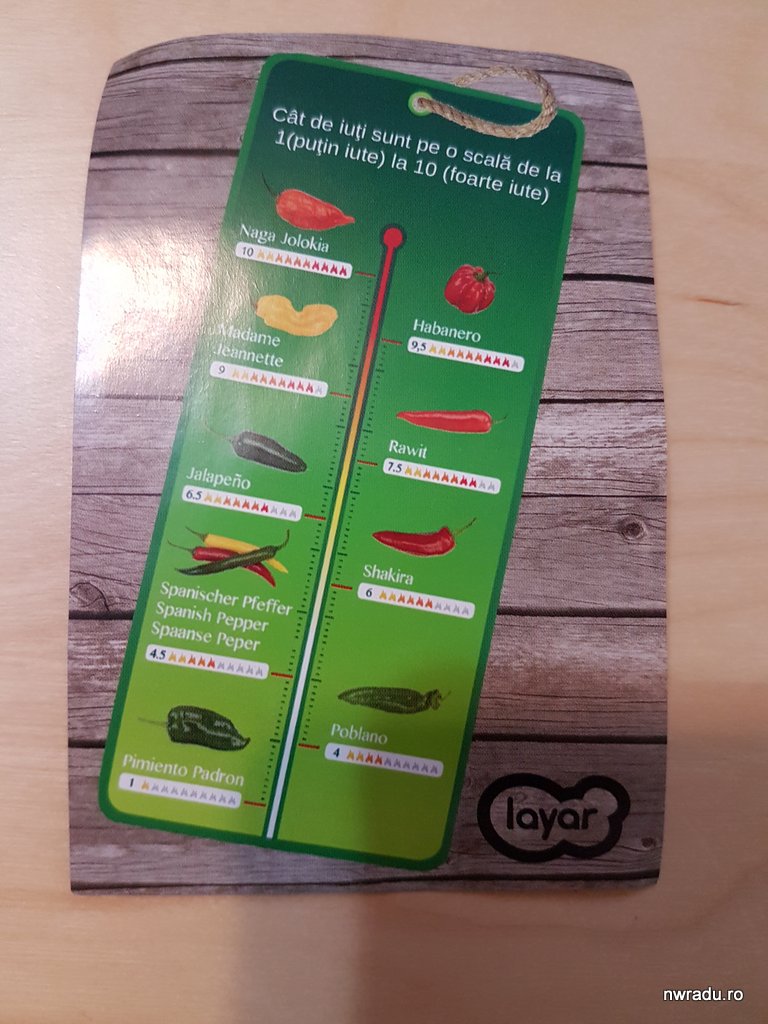 Cât de iuți sunt pe o scală de la
1(puțin iute) la 10 (foarte iute)
Naga Jolokia
10
Habanero
9,5
Madame
Jeannette
9
Rawit
7.5
Jalapeño
6.5
Shakira
6
Spanischer Pfeffer
Spanish Pepper
Spaanse Peper
4.5
Poblano
4
Pimiento Padron
1
layar
nwradu.ro